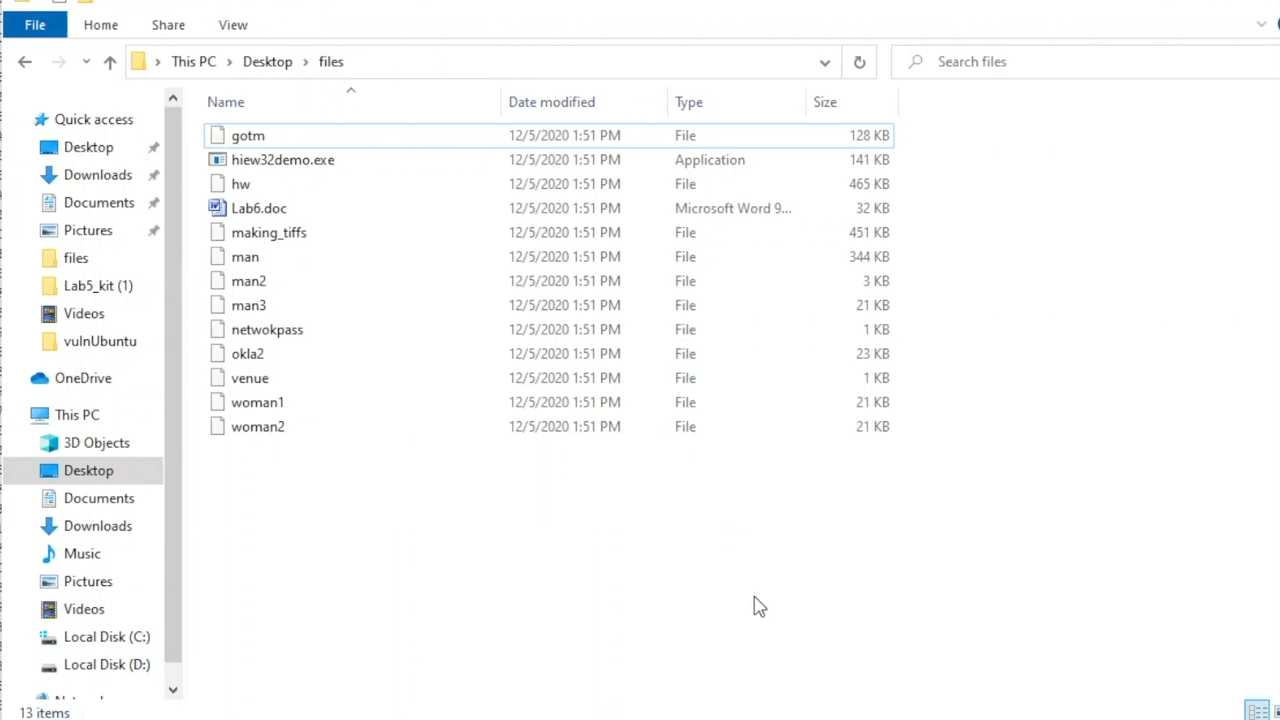 File Home Share View
This PC > Desktop > files Search files
Name Date modified Type Size
Quick access
Desktop
Downloads
Documents
Pictures
files
Lab5_kit (1)
Videos
vulnUbuntu
OneDrive
This PC
3D Objects
Desktop
Documents
Downloads
Music
Pictures
Videos
Local Disk (C:)
Local Disk (D:)
gotm 12/5/2020 1:51 PM File 128 KB
hiew32demo.exe 12/5/2020 1:51 PM Application 141 KB
hw 12/5/2020 1:51 PM File 465 KB
Lab6.doc 12/5/2020 1:51 PM Microsoft Word 9... 32 KB
making_tiffs 12/5/2020 1:51 PM File 451 KB
man 12/5/2020 1:51 PM File 344 KB
man2 12/5/2020 1:51 PM File 3 KB
man3 12/5/2020 1:51 PM File 21 KB
netwokpass 12/5/2020 1:51 PM File 1 KB
okla2 12/5/2020 1:51 PM File 23 KB
venue 12/5/2020 1:51 PM File 1 KB
woman1 12/5/2020 1:51 PM File 21 KB
woman2 12/5/2020 1:51 PM File 21 KB
13 items